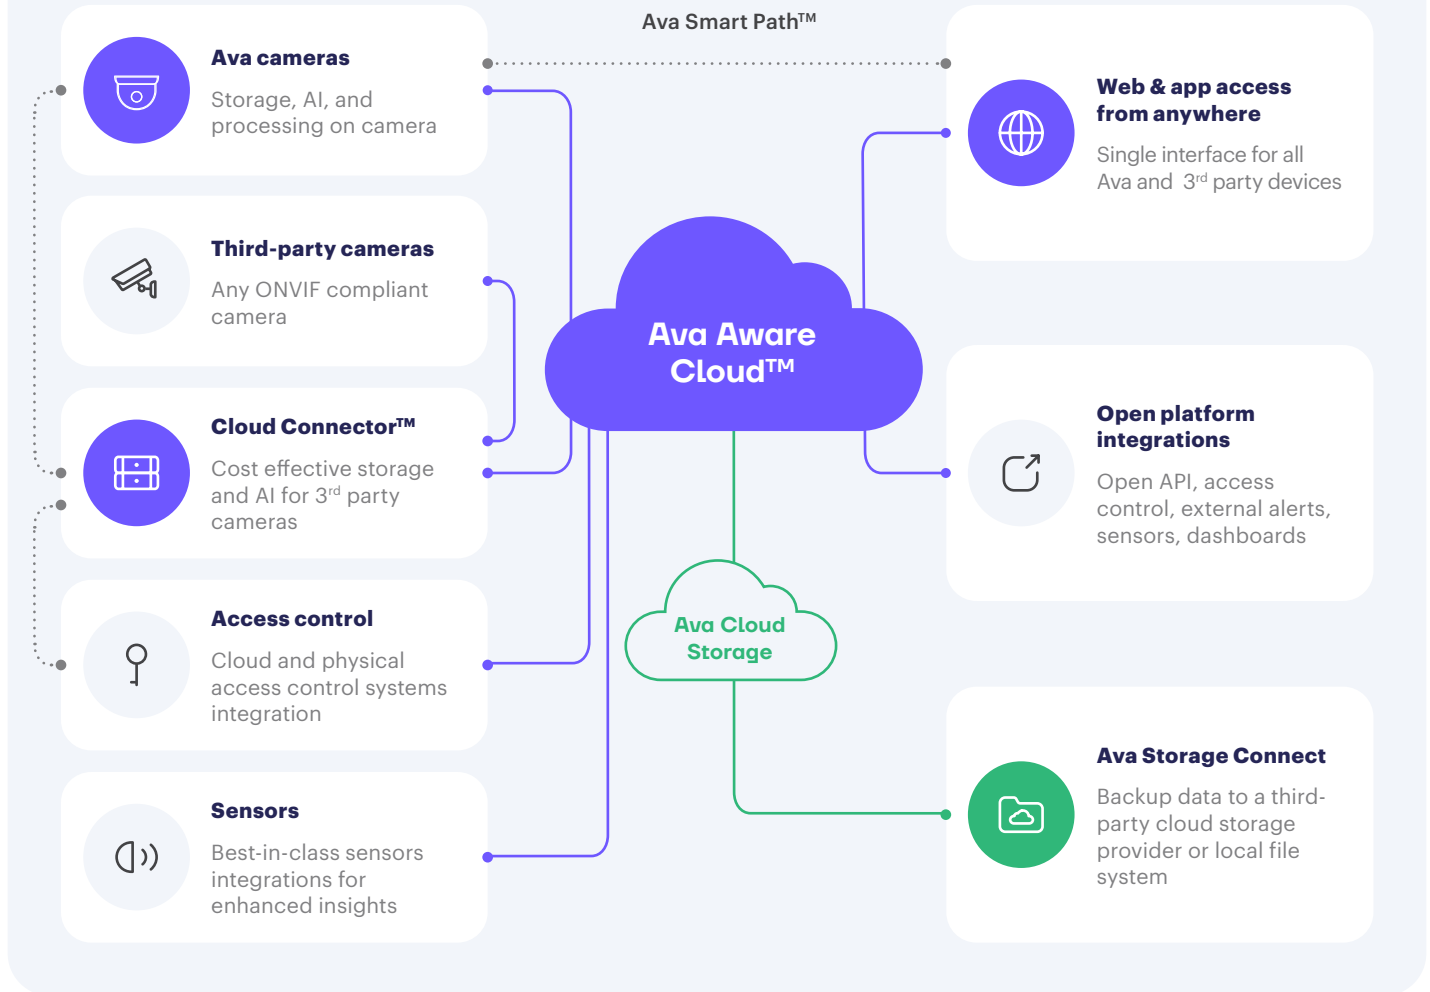 Ava Smart Path™
Ava cameras
Storage, AI, and
processing on camera
Third-party cameras
Any ONVIF compliant
camera
Cloud Connector™
Cost effective storage
and AI for 3rd party
cameras
Access control
Cloud and physical
access control systems
integration
Sensors
Best-in-class sensors
integrations for
enhanced insights
Ava Aware
Cloud™
Ava Cloud
Storage
Web & app access
from anywhere
Single interface for all
Ava and 3rd party devices
Open platform
integrations
Open API, access
control, external alerts,
sensors, dashboards
Ava Storage Connect
Backup data to a third-
party cloud storage
provider or local file
system